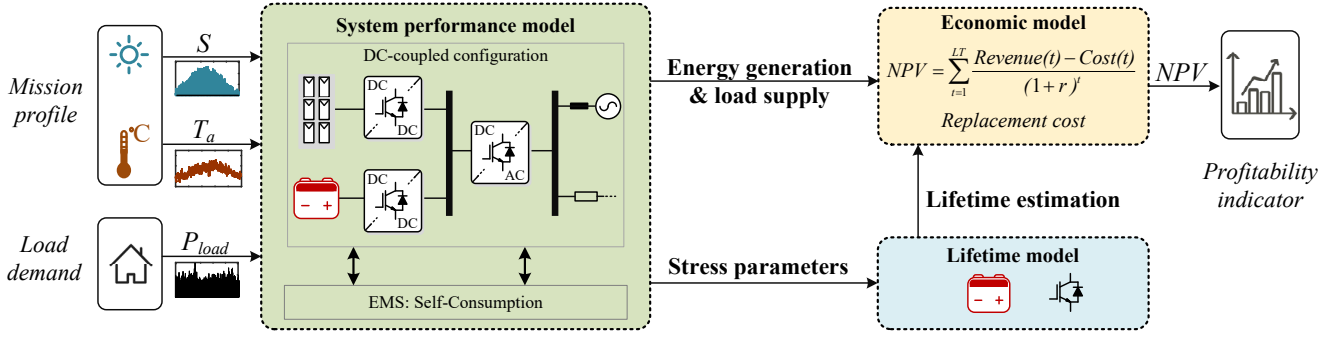 Mission
profile
S
°C
T_a
Load
demand
P_load
System performance model
DC-coupled configuration
DC
DC
DC
DC
DC
AC
EMS: Self-Consumption
Energy generation
& load supply
Stress parameters
Economic model
NPV = \sum_{t=1}^{LT} \frac{Revenue(t) - Cost(t)}{(1 + r)^t}
Replacement cost
Lifetime estimation
Lifetime model
NPV
Profitability
indicator